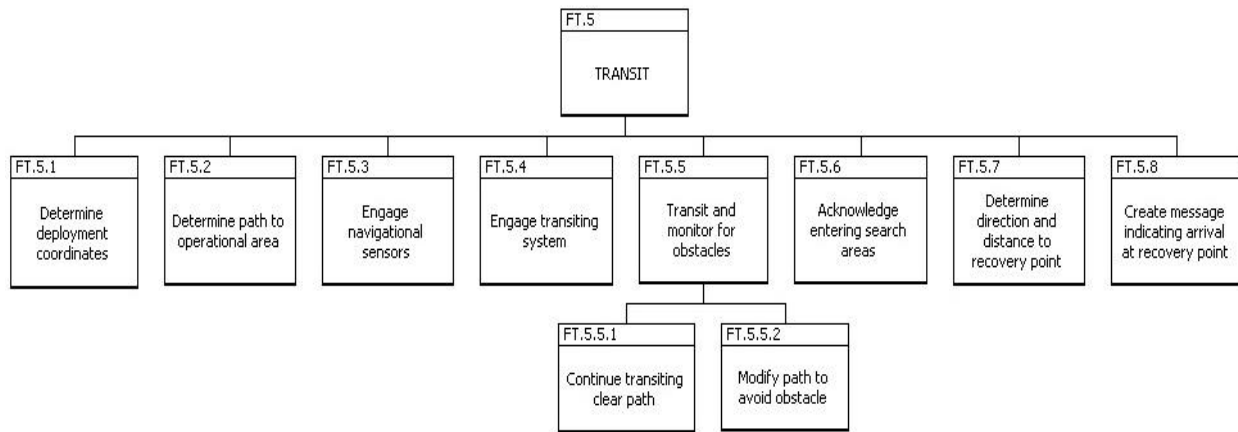 FT.5
TRANSIT
FT.5.1
Determine
deployment
coordinates
FT.5.2
Determine path to
operational area
FT.5.3
Engage
navigational
sensors
FT.5.4
Engage transiting
system
FT.5.5
Transit and
monitor for
obstacles
FT.5.6
Acknowledge
entering search
areas
FT.5.7
Determine
direction and
distance to
recovery point
FT.5.8
Create message
indicating arrival
at recovery point
FT.5.5.1
Continue transiting
clear path
FT.5.5.2
Modify path to
avoid obstacle